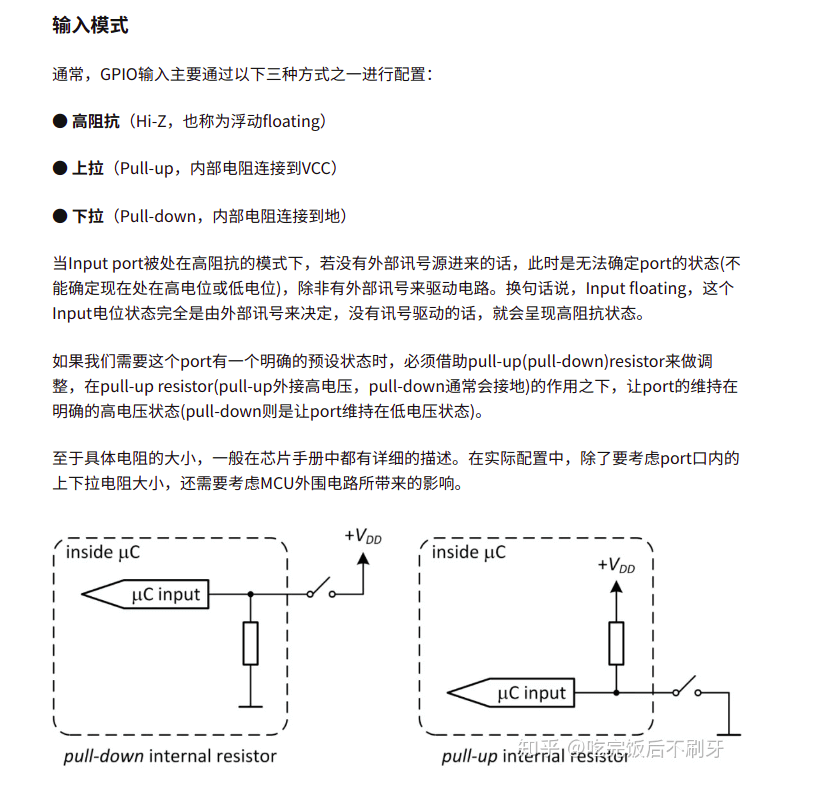 输入模式
通常，GPIO输入主要通过以下三种方式之一进行配置：
● 高阻抗（Hi-Z，也称为浮动floating）
● 上拉（Pull-up，内部电阻连接到VCC）
● 下拉（Pull-down，内部电阻连接到地）
当Input port被处在高阻抗的模式下，若没有外部讯号源进来的话，此时是无法确定port的状态(不
能确定现在处在高电位或低电位)，除非有外部讯号来驱动电路。换句话说，Input floating，这个
Input电位状态完全是由外部讯号来决定，没有讯号驱动的话，就会呈现高阻抗状态。
如果我们需要这个port有一个明确的预设状态时，必须借助pull-up(pull-down)resistor来做调
整，在pull-up resistor(pull-up外接高电压，pull-down通常会接地)的作用之下，让port的维持在
明确的高电压状态(pull-down则是让port维持在低电压状态)。
至于具体电阻的大小，一般在芯片手册中都有详细的描述。在实际配置中，除了要考虑port口内的
上下拉电阻大小，还需要考虑MCU外围电路所带来的影响。
inside µC
+VDD
µC input
pull-down internal resistor
inside µC
+VDD
µC input
pull-up internal resistor
知乎 @吃完饭后不刷牙